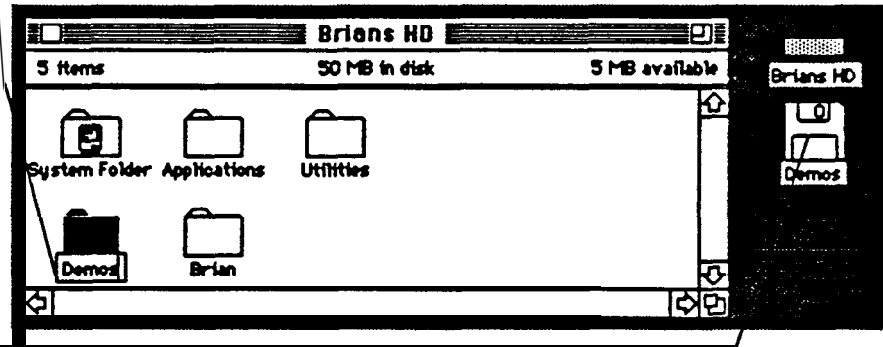 Brians HD
5 items
50 MB in disk
5 MB available
System Folder
Applications
Utilities
Demos
Brian
Brians HD
Demos